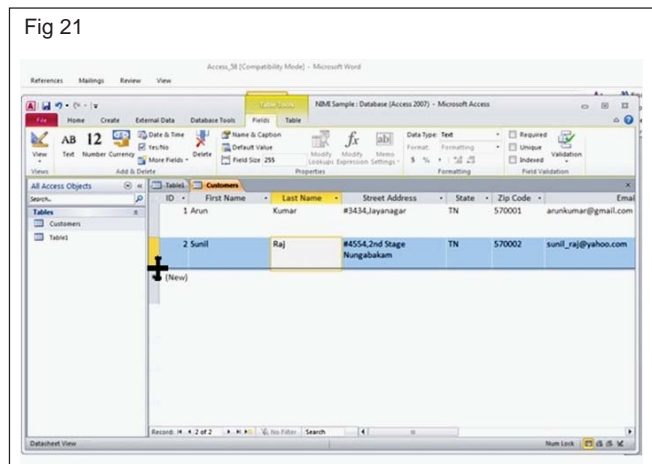 Fig 21
Access_58 [Compatibility Mode] - Microsoft Word
References Mailings Review View
Table Tools NIMI Sample : Database (Access 2007) - Microsoft Access
File Home Create External Data Database Tools Fields Table
View AB Text 12 Number Currency Date & Time Yes/No More Fields Delete Name & Caption Default Value Field Size 255 Modify Lookups fx Modify Expression ab Memo Settings Data Type: Text Format: Formatting $ % , Required Unique Indexed Validation
Views Add & Delete Properties Formatting Field Validation
All Access Objects Table1 Customers
Search..
Tables
Customers
Table1
ID First Name Last Name Street Address State Zip Code Emai
1 Arun Kumar #3434,Jayanagar TN 570001 arunkumar@gmail.com
2 Sunil Raj #4554,2nd Stage Nungabakam TN 570002 sunil_raj@yahoo.com
(New)
Record: 2 of 2 No Filter Search
Datasheet View Num Lock